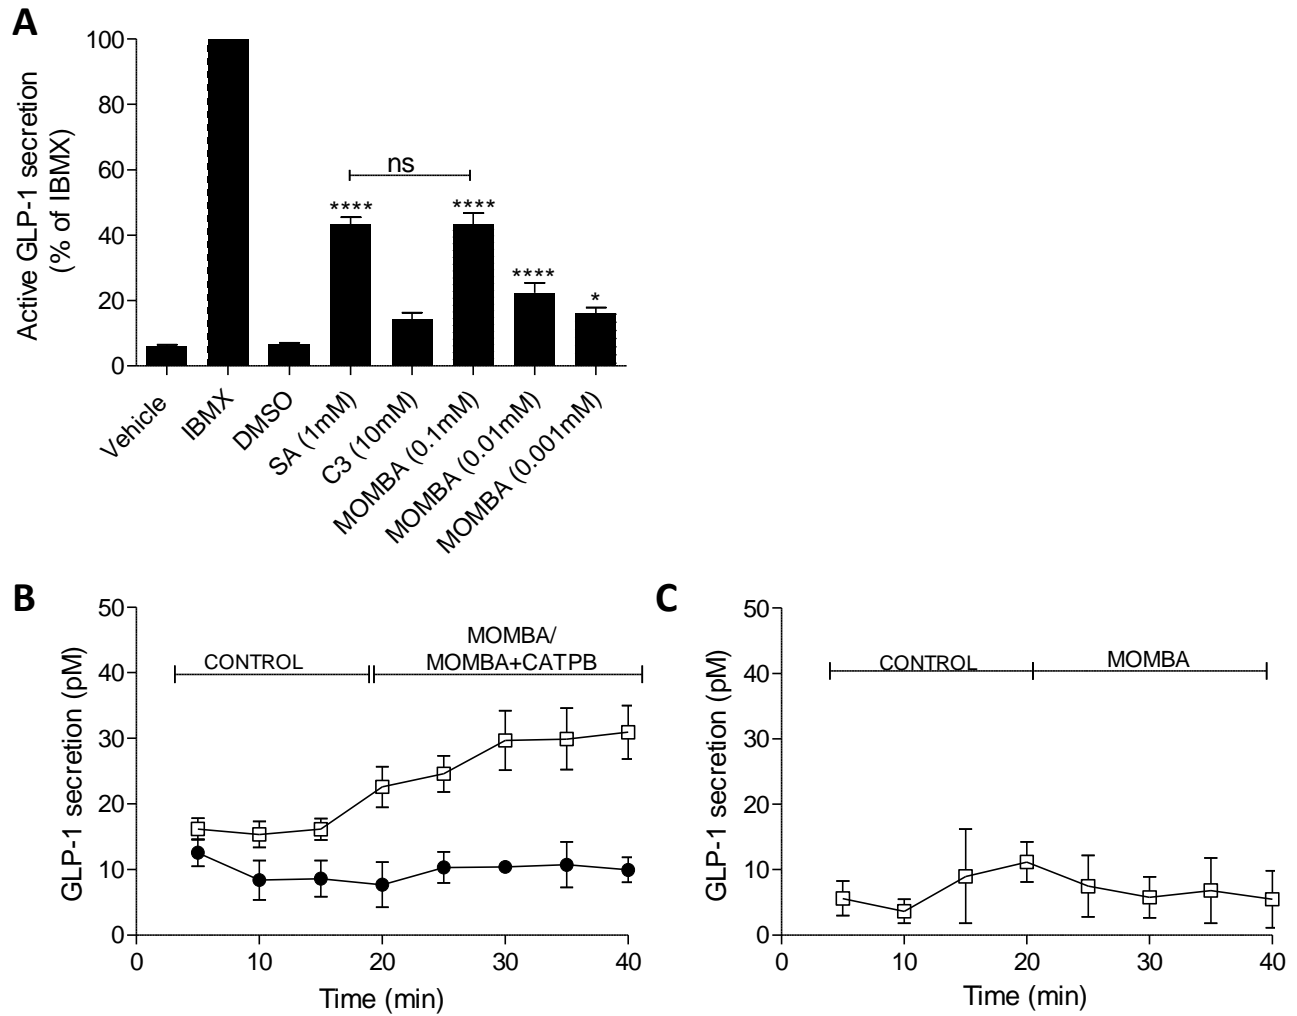 A
Active GLP-1 secretion
(% of IBMX)
100
80
60
40
20
0
ns
****
****
****
*
Vehicle
IBMX
DMSO
SA (1mM)
C3 (10mM)
MOMBA (0.1mM)
MOMBA (0.01mM)
MOMBA (0.001mM)
B
GLP-1 secretion (pM)
50
40
30
20
10
0
CONTROL
MOMBA/
MOMBA+CATPB
0 10 20 30 40
Time (min)
C
GLP-1 secretion (pM)
50
40
30
20
10
0
CONTROL
MOMBA
0 10 20 30 40
Time (min)